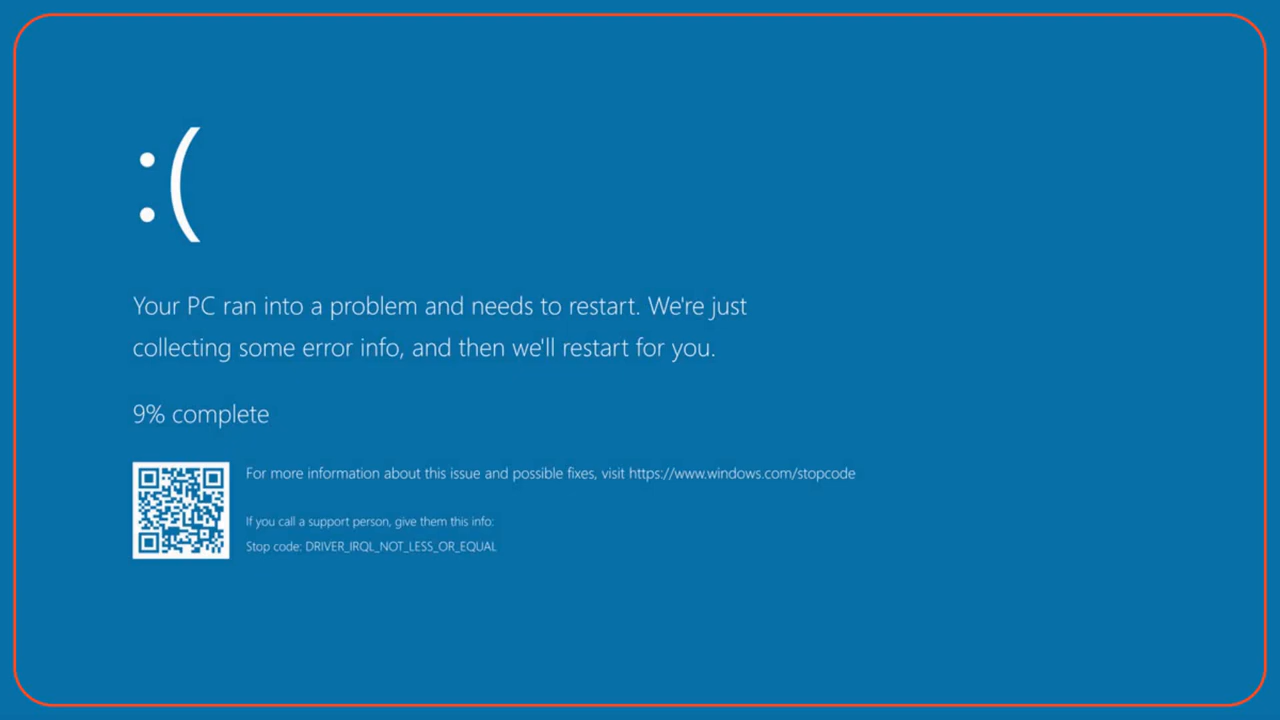 :(
Your PC ran into a problem and needs to restart. We're just
collecting some error info, and then we'll restart for you.
9% complete
For more information about this issue and possible fixes, visit https://www.windows.com/stopcode
If you call a support person, give them this info:
Stop code: DRIVER_IRQL_NOT_LESS_OR_EQUAL